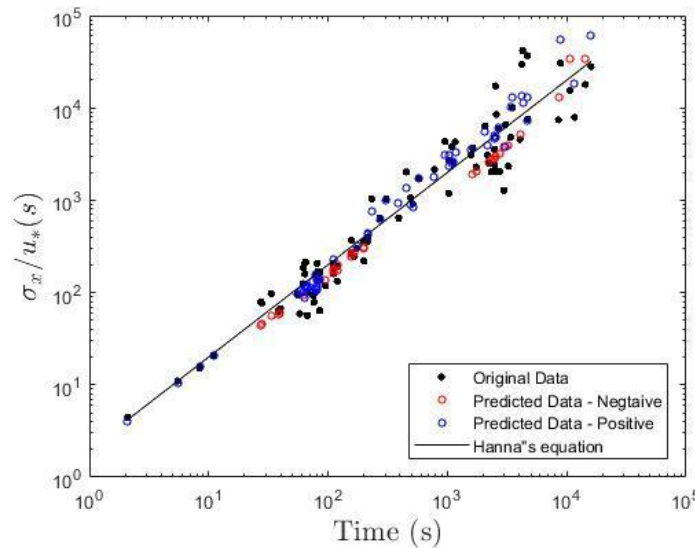 10^5
10^4
10^3
10^2
10^1
10^0
σ_x/u_*(s)
Original Data
Predicted Data - Negtaive
Predicted Data - Positive
Hanna"s equation
10^0 10^1 10^2 10^3 10^4 10^5
Time (s)